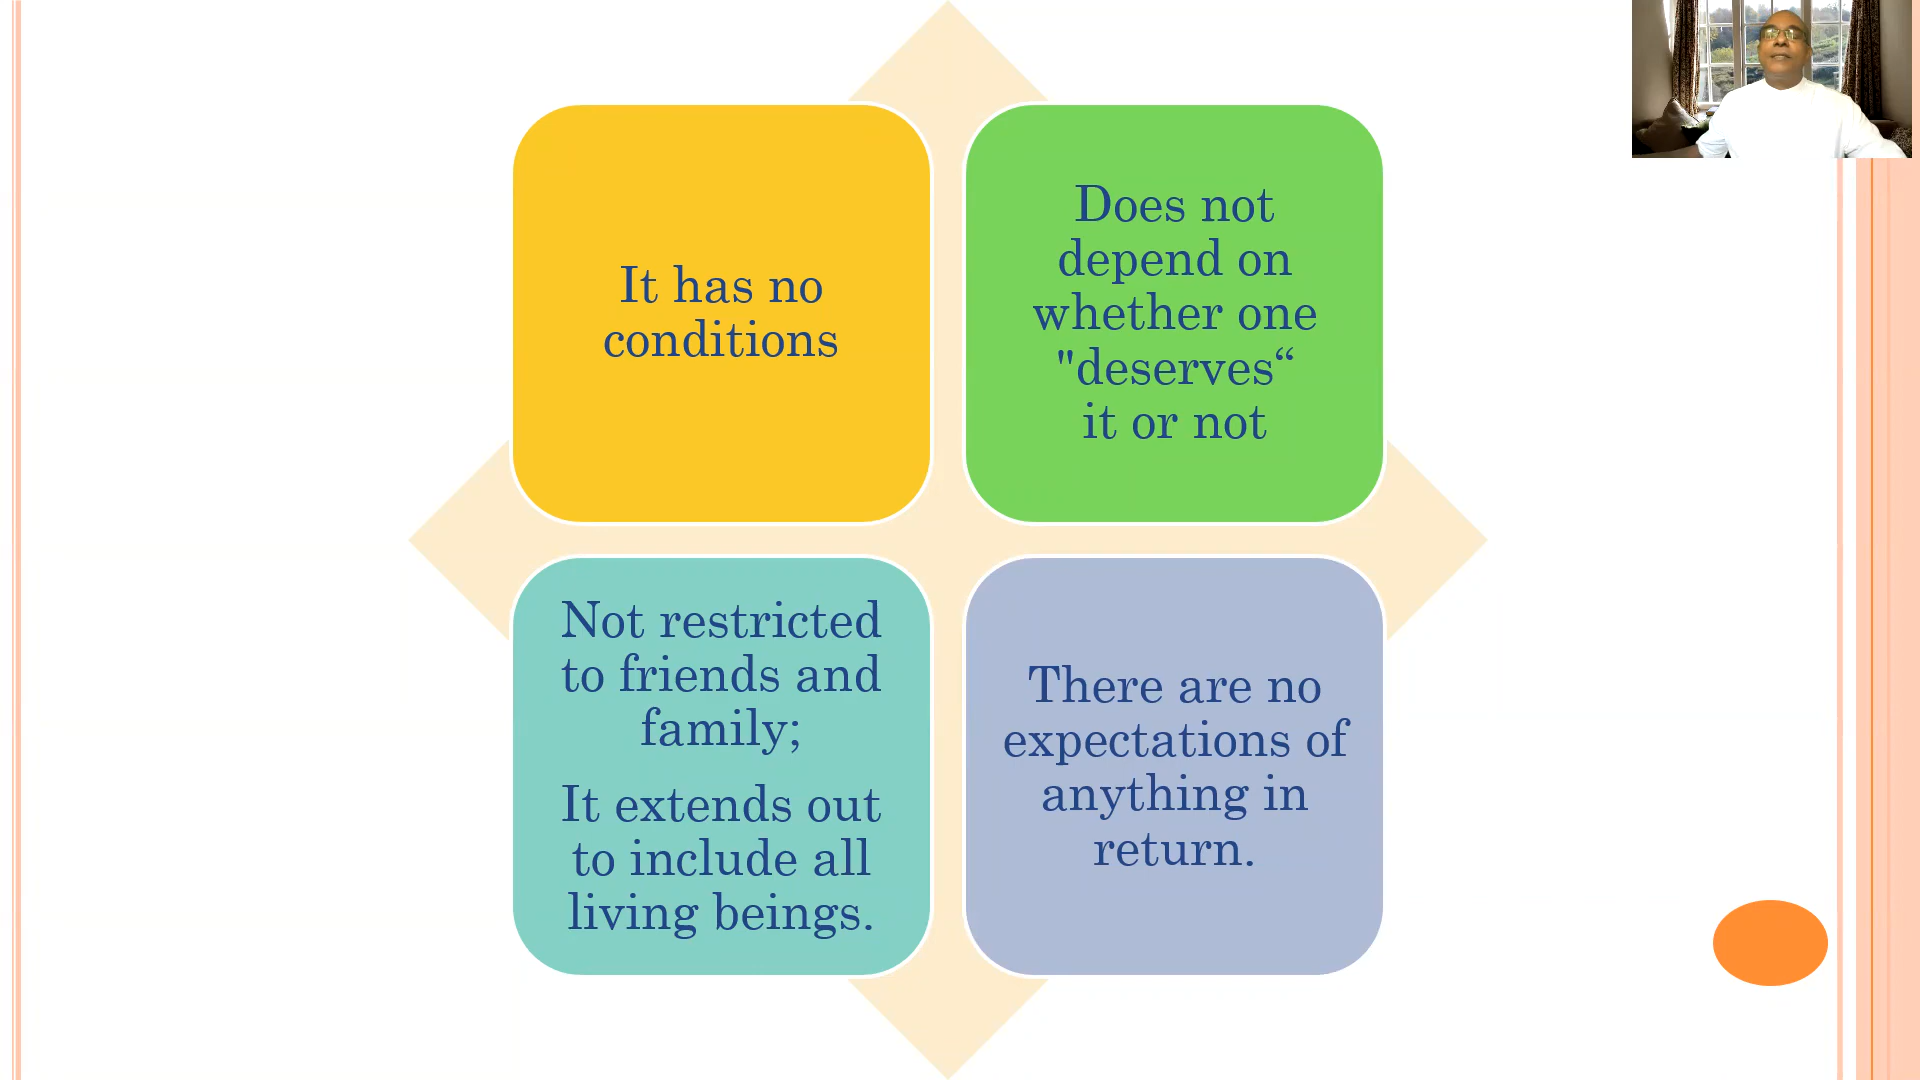 It has no
conditions
Does not
depend on
whether one
"deserves“
it or not
Not restricted
to friends and
family;
It extends out
to include all
living beings.
There are no
expectations of
anything in
return.